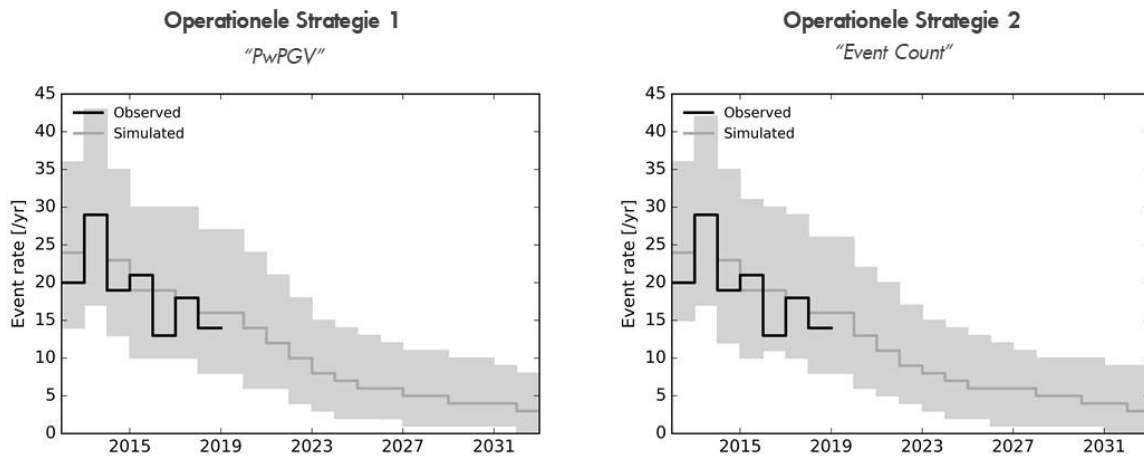 Operationele Strategie 1
"PwPGV"
45
40
35
30
25
20
15
10
5
0
Event rate [/yr]
Observed
Simulated
2015 2019 2023 2027 2031
Operationele Strategie 2
"Event Count"
45
40
35
30
25
20
15
10
5
0
Event rate [/yr]
Observed
Simulated
2015 2019 2023 2027 2031